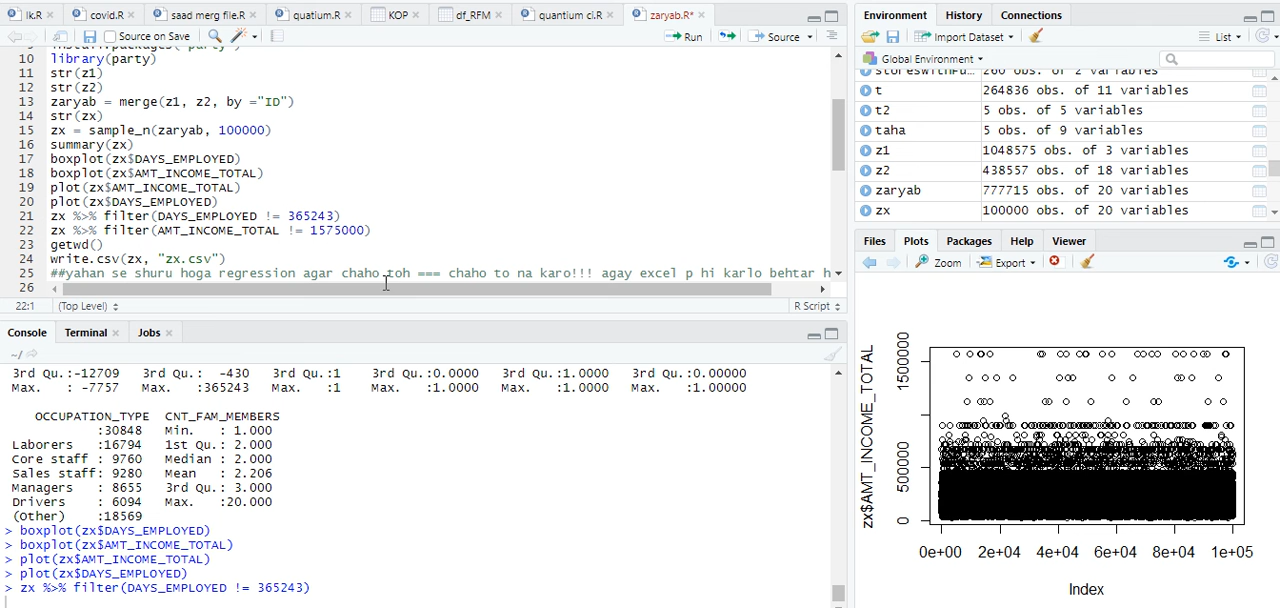 lk.R
covid.R
saad merg file.R
quatium.R
KOP
df_RFM
quantium cl.R
zaryab.R*
Source on Save
Run
Source
10 library(party)
11 str(z1)
12 str(z2)
13 zaryab = merge(z1, z2, by ="ID")
14 str(zx)
15 zx = sample_n(zaryab, 100000)
16 summary(zx)
17 boxplot(zx$DAYS_EMPLOYED)
18 boxplot(zx$AMT_INCOME_TOTAL)
19 plot(zx$AMT_INCOME_TOTAL)
20 plot(zx$DAYS_EMPLOYED)
21 zx %>% filter(DAYS_EMPLOYED != 365243)
22 zx %>% filter(AMT_INCOME_TOTAL != 1575000)
23 getwd()
24 write.csv(zx, "zx.csv")
25 ##yahan se shuru hoga regression agar chaho toh === chaho to na karo!!! agay excel p hi karlo behtar h
26
22:1 (Top Level) R Script
Console Terminal Jobs
~/
3rd Qu.:-12709 3rd Qu.: -430 3rd Qu.:1 3rd Qu.:0.0000 3rd Qu.:1.0000 3rd Qu.:0.00000
Max. : -7757 Max. :365243 Max. :1 Max. :1.0000 Max. :1.0000 Max. :1.00000
OCCUPATION_TYPE CNT_FAM_MEMBERS
:30848 Min. : 1.000
Laborers :16794 1st Qu.: 2.000
Core staff : 9760 Median : 2.000
Sales staff: 9280 Mean : 2.206
Managers : 8655 3rd Qu.: 3.000
Drivers : 6094 Max. :20.000
(Other) :18569
> boxplot(zx$DAYS_EMPLOYED)
> boxplot(zx$AMT_INCOME_TOTAL)
> plot(zx$AMT_INCOME_TOTAL)
> plot(zx$DAYS_EMPLOYED)
> zx %>% filter(DAYS_EMPLOYED != 365243)
Environment History Connections
Import Dataset
List
Global Environment
storeswithFu… 260 obs. of 2 variables
t 264836 obs. of 11 variables
t2 5 obs. of 5 variables
taha 5 obs. of 9 variables
z1 1048575 obs. of 3 variables
z2 438557 obs. of 18 variables
zaryab 777715 obs. of 20 variables
zx 100000 obs. of 20 variables
Files Plots Packages Help Viewer
Zoom Export
zx$AMT_INCOME_TOTAL
1500000
500000
0
0e+00 2e+04 4e+04 6e+04 8e+04 1e+05
Index